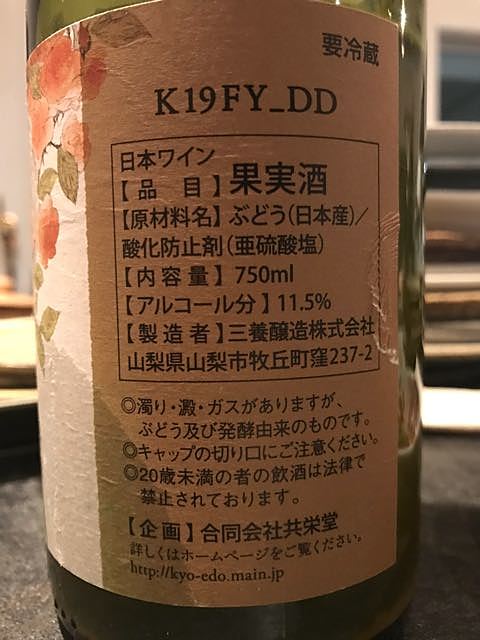 要冷蔵
K19FY_DD
日本ワイン
【品　目】果実酒
【原材料名】ぶどう(日本産)／
酸化防止剤(亜硫酸塩)
【内容量】750ml
【アルコール分】11.5%
【製造者】三養醸造株式会社
山梨県山梨市牧丘町窪237-2
◎濁り・澱・ガスがありますが、
ぶどう及び発酵由来のものです。
◎キャップの切り口にご注意ください。
◎20歳未満の者の飲酒は法律で
禁止されております。
【企画】合同会社共栄堂
詳しくはホームページをご覧ください。
http://kyo-edo.main.jp